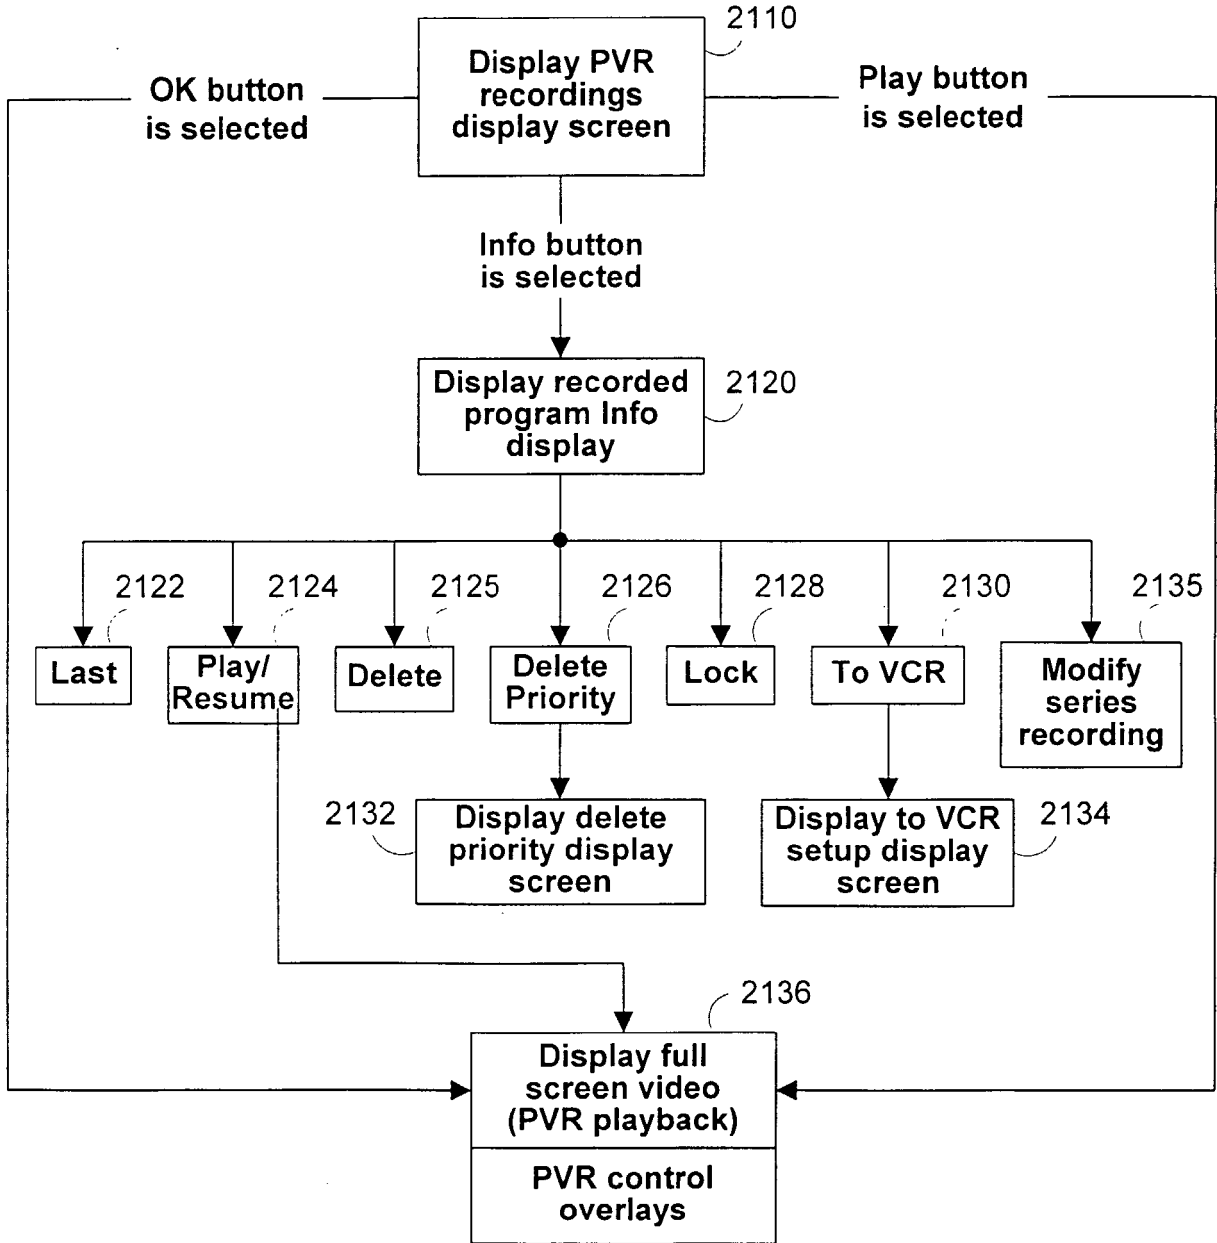 2110
Display PVR
recordings
display screen
OK button
is selected
Play button
is selected
Info button
is selected
Display recorded
program Info
display
2120
2122
2124
2125
2126
2128
2130
2135
Last
Play/
Resume
Delete
Delete
Priority
Lock
To VCR
Modify
series
recording
2132
Display delete
priority display
screen
Display to VCR
setup display
screen
2134
2136
Display full
screen video
(PVR playback)
PVR control
overlays